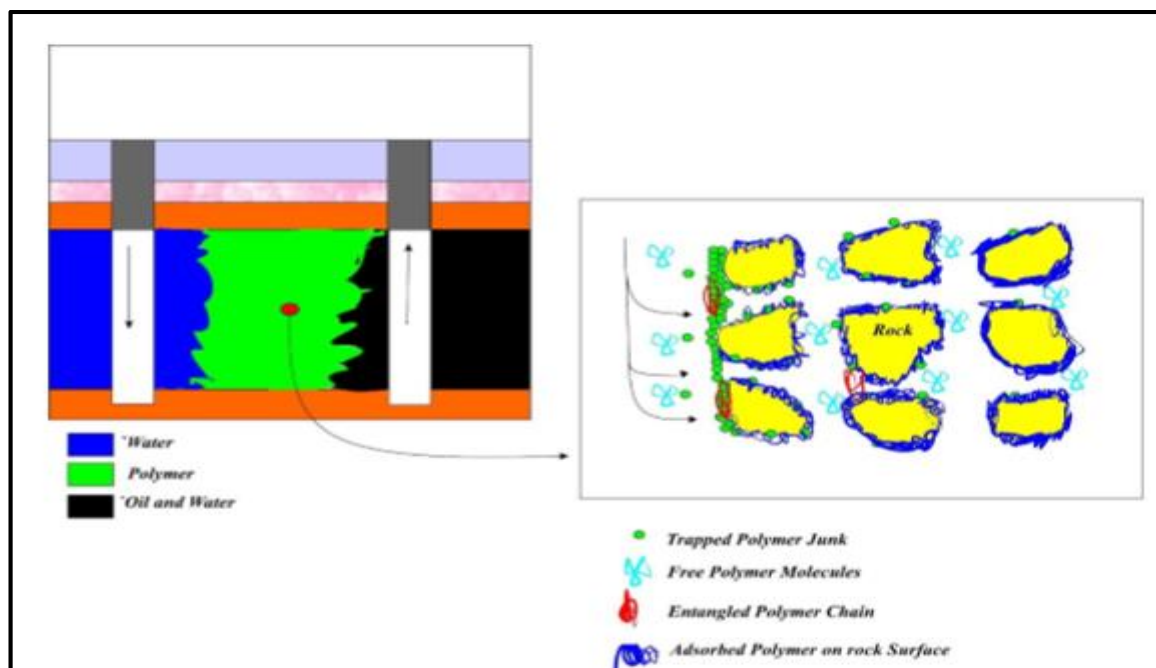 Water
Polymer
Oil and Water
Rock
Trapped Polymer Junk
Free Polymer Molecules
Entangled Polymer Chain
Adsorbed Polymer on rock Surface